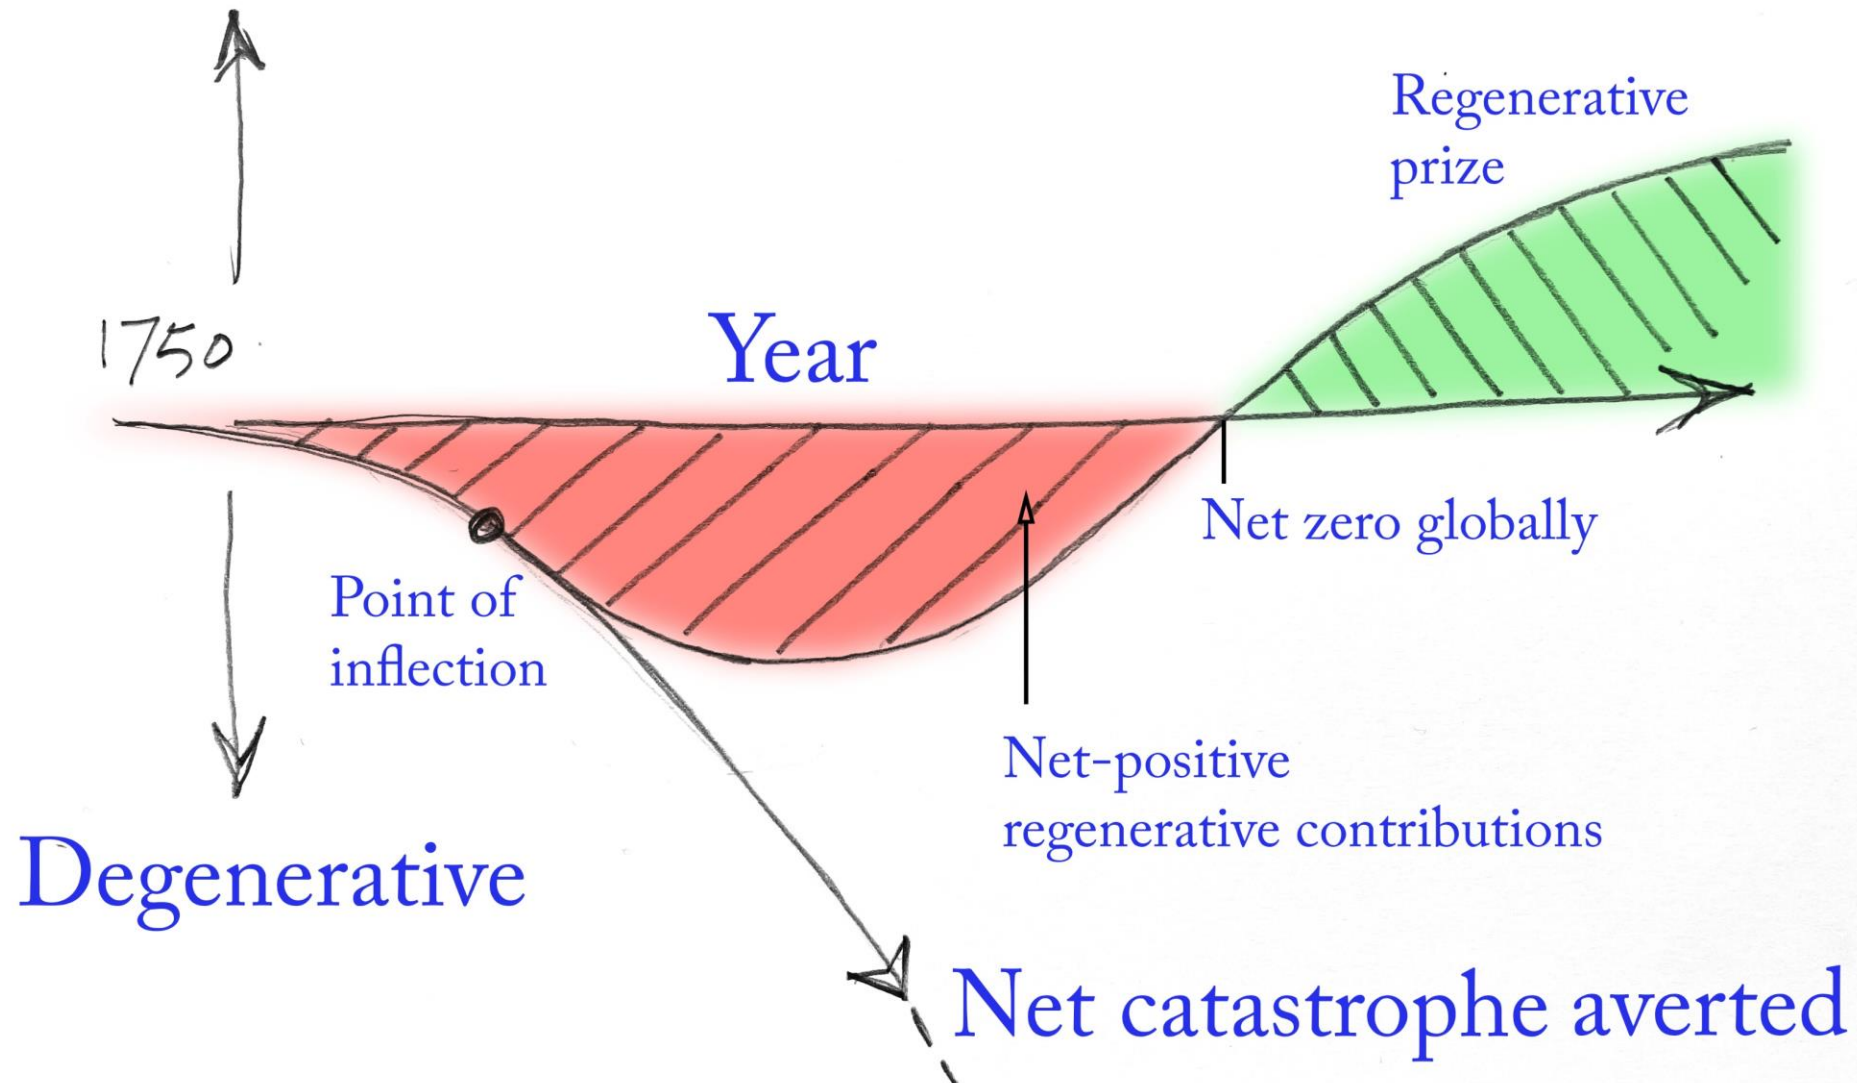 Regenerative
prize
1750
Year
Net zero globally
Point of
inflection
Net-positive
regenerative contributions
Degenerative
Net catastrophe averted